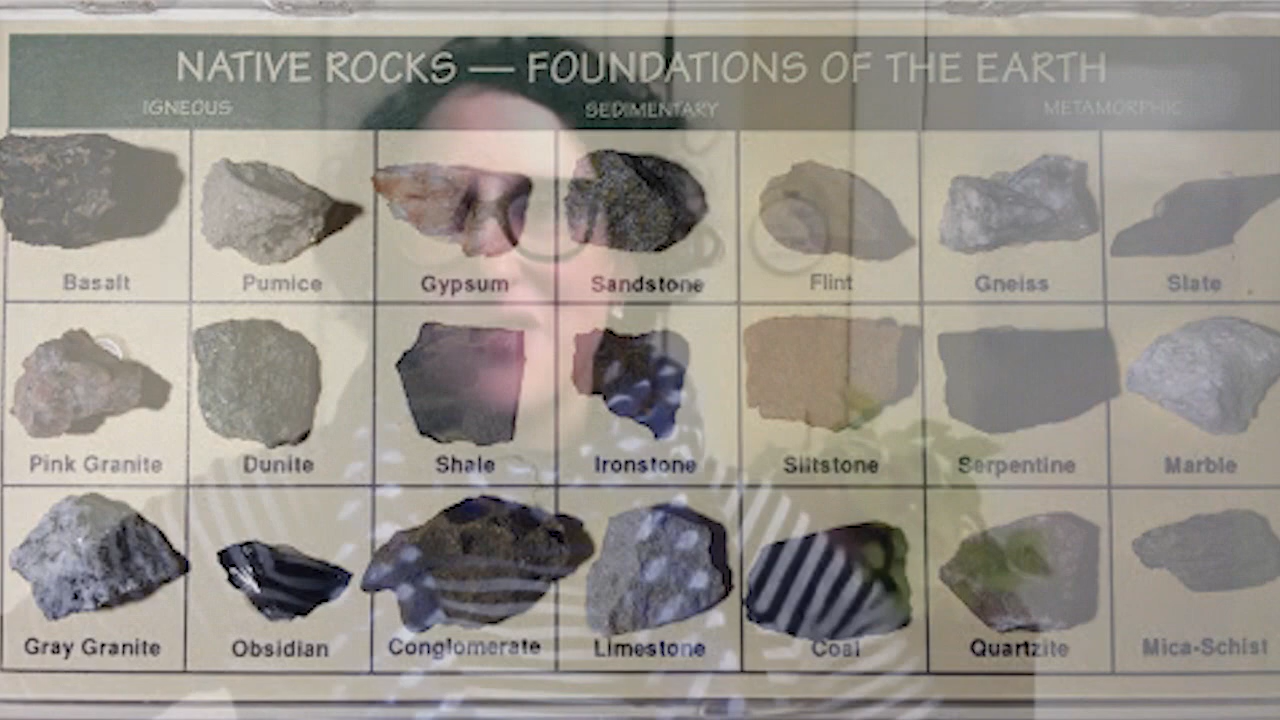 NATIVE ROCKS — FOUNDATIONS OF THE EARTH
IGNEOUS SEDIMENTARY METAMORPHIC
Basalt Pumice Gypsum Sandstone Flint Gneiss Slate
Pink Granite Dunite Shale Ironstone Siltstone Serpentine Marble
Gray Granite Obsidian Conglomerate Limestone Coal Quartzite Mica-Schist